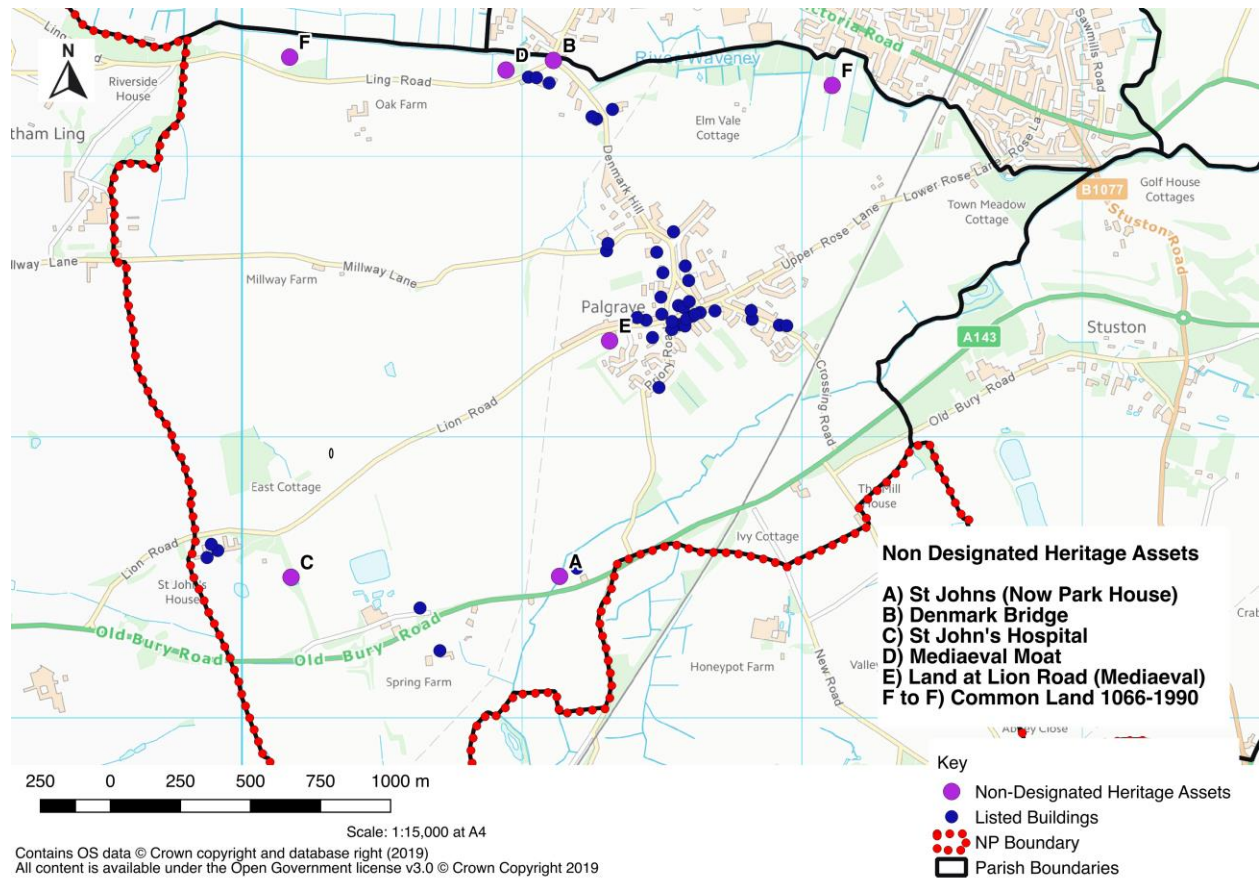 Ling
Victoria Road
Sawmills Road
N
F
D
B
River Waveney
F
Riverside
House
Ling Road
Oak Farm
Elm Vale
Cottage
tham Ling
Denmark Hill
Lower Rose Lane
Rose La
Town Meadow
Cottage
B1077
Golf House
Cottages
Stuston Road
Upper Rose Lane
llway Lane
Millway Lane
Millway Farm
Palgrave
E
Priory Road
A143
Stuston
Crossing Road
Old Bury Road
Lion Road
East Cottage
The Mill
House
Ivy Cottage
Lion Road
St John's
House
C
A
Old Bury Road
Old Bury Road
Spring Farm
Honeypot Farm
New Road
Valley
Crab
Abbey Close
Non Designated Heritage Assets
A) St Johns (Now Park House)
B) Denmark Bridge
C) St John's Hospital
D) Mediaeval Moat
E) Land at Lion Road (Mediaeval)
F to F) Common Land 1066-1990
Key
Non-Designated Heritage Assets
Listed Buildings
NP Boundary
Parish Boundaries
250 0 250 500 750 1000 m
Scale: 1:15,000 at A4
Contains OS data © Crown copyright and database right (2019)
All content is available under the Open Government license v3.0 © Crown Copyright 2019